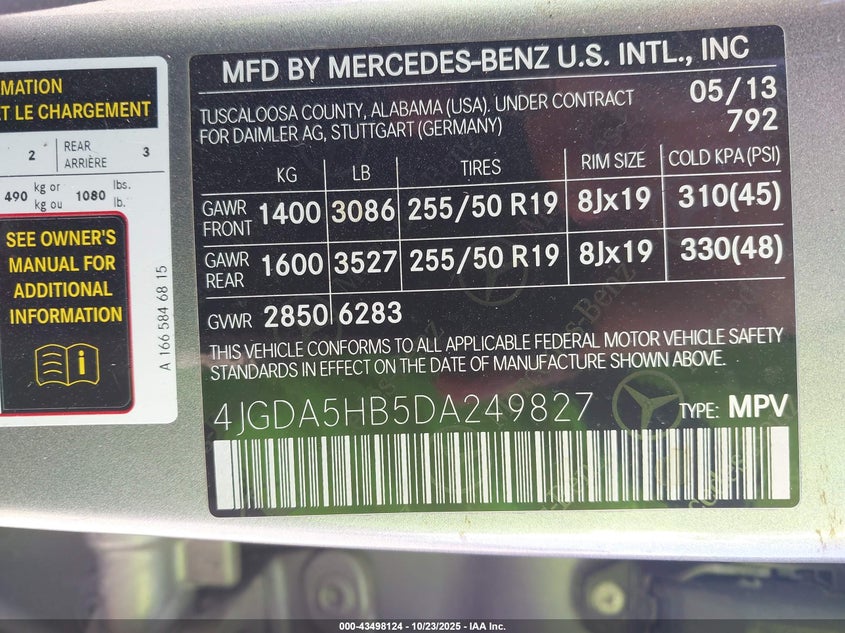 MATION
ET LE CHARGEMENT
2 REAR ARRIÈRE 3
490 kg or kg ou 1080 lbs. lb.
SEE OWNER'S
MANUAL FOR
ADDITIONAL
INFORMATION
A 166 584 68 15
MFD BY MERCEDES-BENZ U.S. INTL., INC
TUSCALOOSA COUNTY, ALABAMA (USA). UNDER CONTRACT
FOR DAIMLER AG, STUTTGART (GERMANY)
05/13
792
KG LB TIRES RIM SIZE COLD KPA (PSI)
GAWR FRONT 1400 3086 255/50 R19 8Jx19 310(45)
GAWR REAR 1600 3527 255/50 R19 8Jx19 330(48)
GVWR 2850 6283
THIS VEHICLE CONFORMS TO ALL APPLICABLE FEDERAL MOTOR VEHICLE SAFETY
STANDARDS IN EFFECT ON THE DATE OF MANUFACTURE SHOWN ABOVE.
4JGDA5HB5DA249827 TYPE: MPV
000-43498124 - 10/23/2025 - IAA Inc.